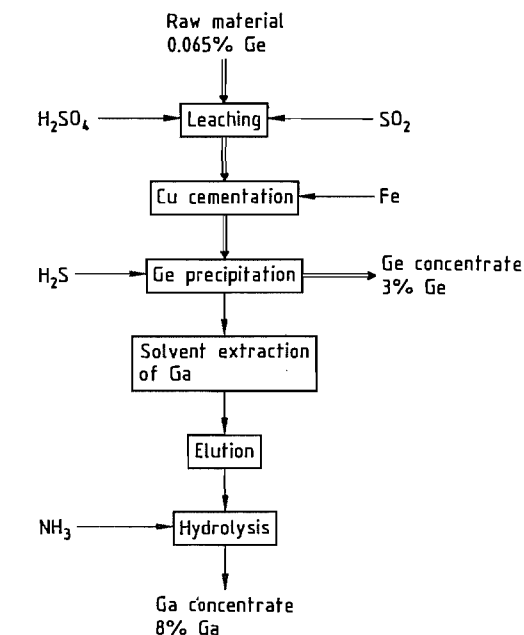 Raw material
0.065% Ge
H₂SO₄
Leaching
SO₂
Cu cementation
Fe
H₂S
Ge precipitation
Ge concentrate
3% Ge
Solvent extraction
of Ga
Elution
NH₃
Hydrolysis
Ga concentrate
8% Ga